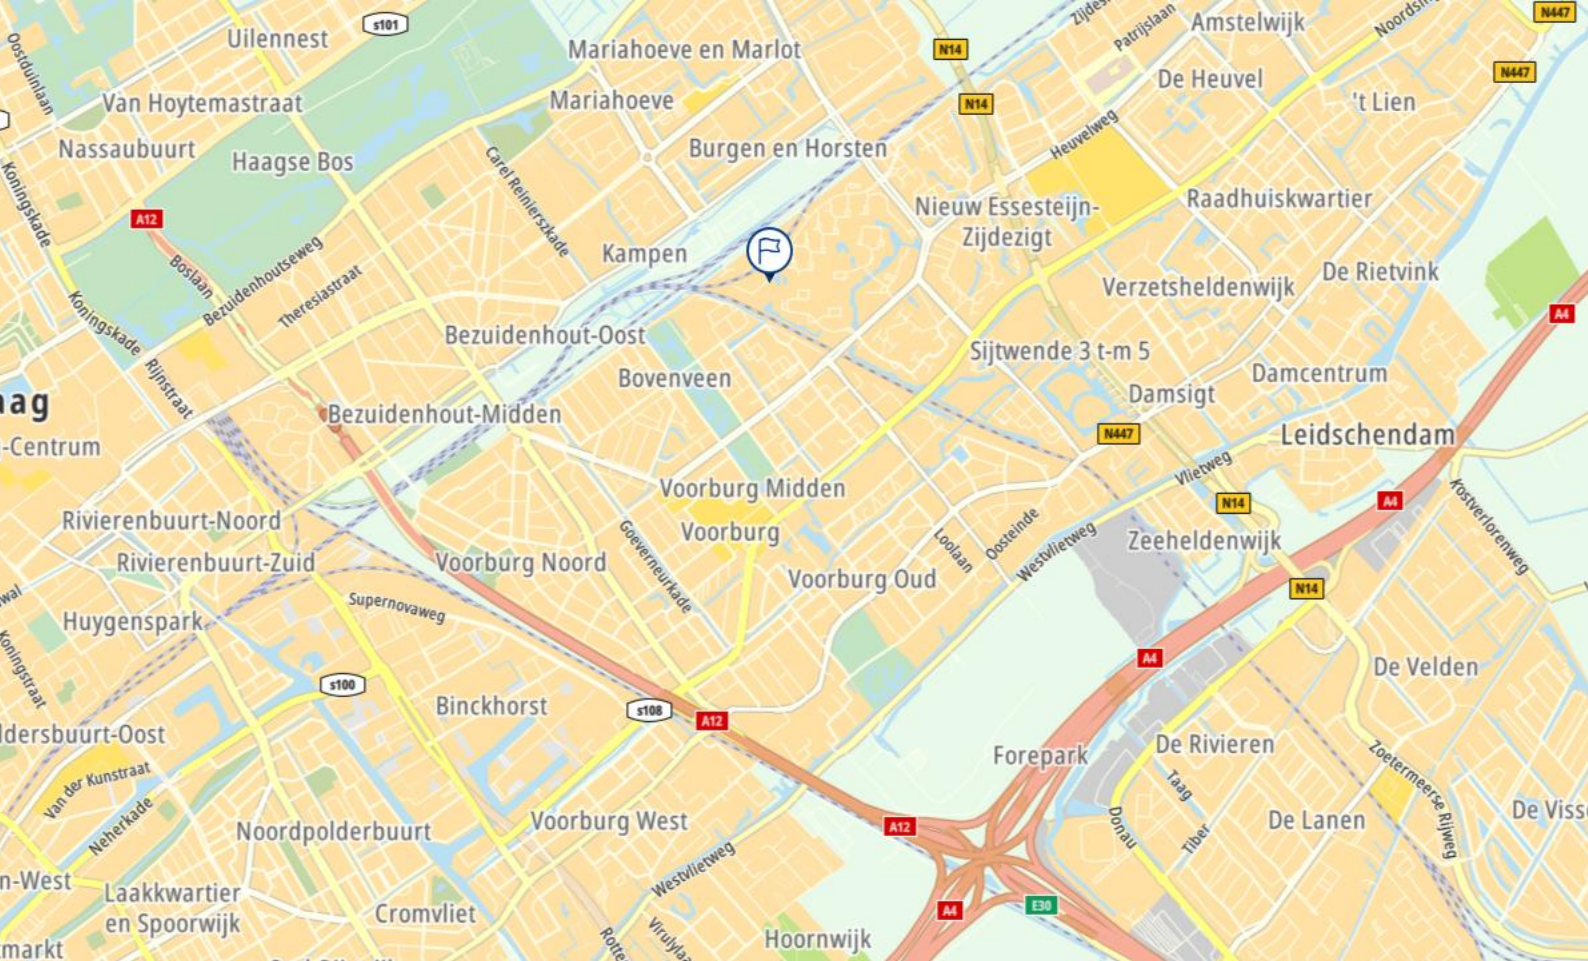 s101
Uilennest
Mariahoeve en Marlot
N14
Patrijslaan
Amstelwijk
N447
N447
De Heuvel
't Lien
Oostduinlaan
Van Hoytemastraat
Mariahoeve
N14
Nassaubuurt
Haagse Bos
Burgen en Horsten
Heuvelweg
Carel Reinierszkade
Koningskade
A12
Nieuw Essesteijn-
Zijdezigt
Raadhuiskwartier
Kampen
Boslaan
Bezuidenhoutseweg
Theresiastraat
Koningskade
Verzetsheldenwijk
De Rietvink
A4
Bezuidenhout-Oost
Sijtwende 3 t-m 5
Bovenveen
Damcentrum
Damsigt
Rijnstraat
aag
Bezuidenhout-Midden
N447
Leidschendam
-Centrum
Vlietweg
Voorburg Midden
A4
N14
Kostverlorenweg
Rivierenbuurt-Noord
Voorburg
Oosteinde
Loolaan
Westvlietweg
Zeeheldenwijk
Rivierenbuurt-Zuid
Voorburg Noord
Goeverneurkade
Voorburg Oud
N14
Supernovaweg
Huygenspark
Koningstraat
A4
De Velden
s100
Binckhorst
s108
A12
ldersbuurt-Oost
Forepark
De Rivieren
Van der Kunstraat
Taag
Zoetermeerse Rijweg
Neherkade
Noordpolderbuurt
Voorburg West
A12
Donau
Tiber
De Lanen
De Viss
Westvlietweg
n-West
Laakkwartier
en Spoorwijk
Cromvliet
A4
E30
Hoornwijk
tmarkt